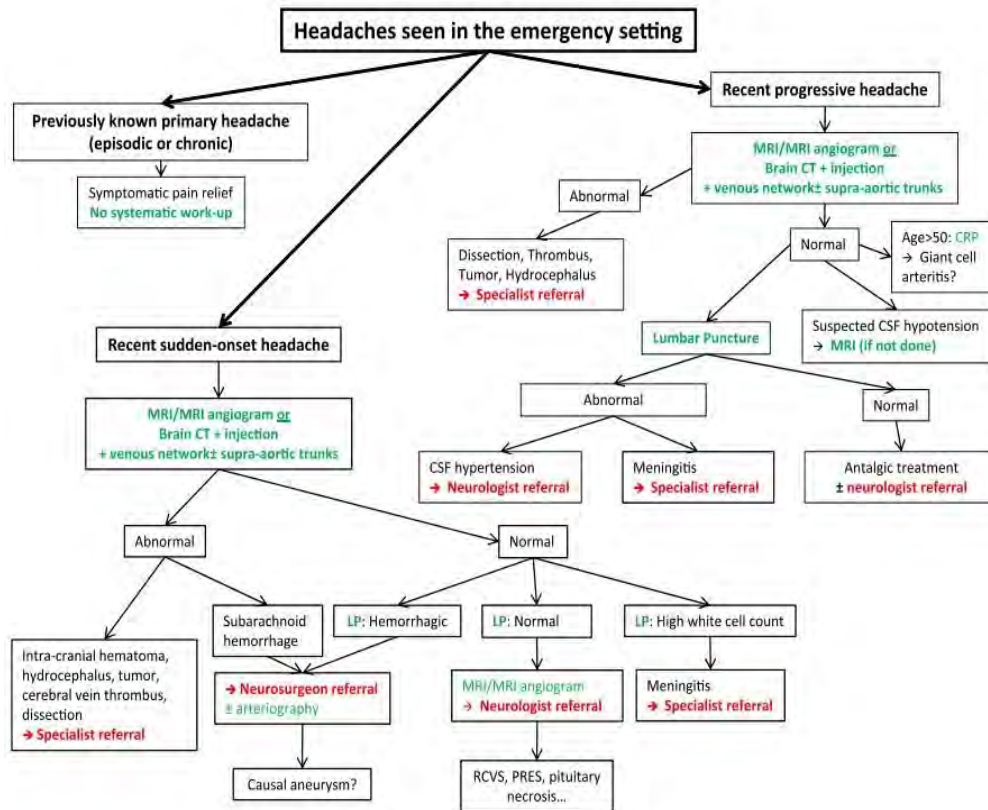 Headaches seen in the emergency setting
Previously known primary headache
(episodic or chronic)
Symptomatic pain relief
No systematic work-up
Recent progressive headache
MRI/MRI angiogram or
Brain CT + injection
+ venous network± supra-aortic trunks
Abnormal
Dissection, Thrombus,
Tumor, Hydrocephalus
→ Specialist referral
Normal
Age>50: CRP
→ Giant cell
arteritis?
Suspected CSF hypotension
→ MRI (if not done)
Lumbar Puncture
Abnormal
Normal
CSF hypertension
→ Neurologist referral
Meningitis
→ Specialist referral
Antalgic treatment
± neurologist referral
Recent sudden-onset headache
MRI/MRI angiogram or
Brain CT + injection
+ venous network± supra-aortic trunks
Abnormal
Normal
Intra-cranial hematoma,
hydrocephalus, tumor,
cerebral vein thrombus,
dissection
→ Specialist referral
Subarachnoid
hemorrhage
LP: Hemorrhagic
LP: Normal
LP: High white cell count
→ Neurosurgeon referral
± arteriography
MRI/MRI angiogram
→ Neurologist referral
Meningitis
→ Specialist referral
Causal aneurysm?
RCVS, PRES, pituitary
necrosis...